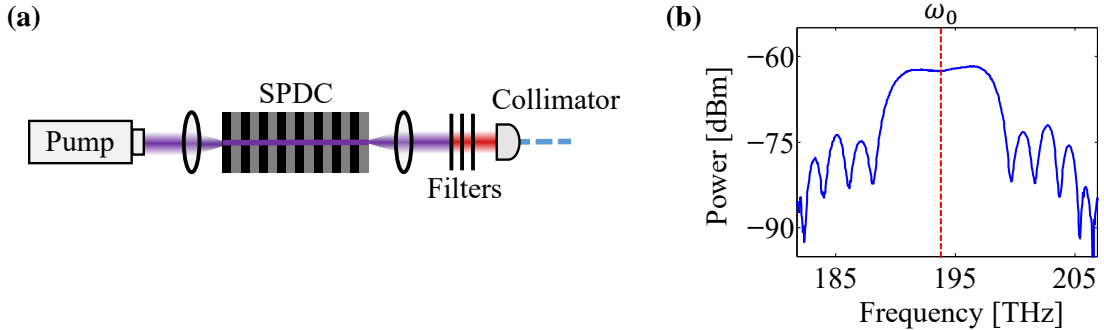 (a)
SPDC
Collimator
Pump
Filters
(b)
ω₀
−60
−75
−90
Power [dBm]
185
195
205
Frequency [THz]